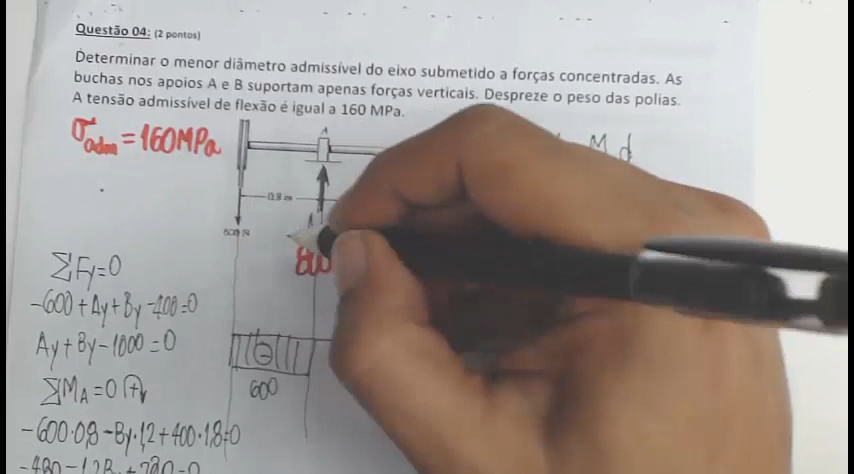 Questão 04: (2 pontos)
Determinar o menor diâmetro admissível do eixo submetido a forças concentradas. As
buchas nos apoios A e B suportam apenas forças verticais. Despreze o peso das polias.
A tensão admissível de flexão é igual a 160 MPa.
σadm = 160MPa
M d
0,8 m
A
600 N
800
ΣFy=0
-600+Ay+By-400=0
Ay+By-1000=0
600
ΣMA=0
-600·0,8-By·1,2+400·1,8=0